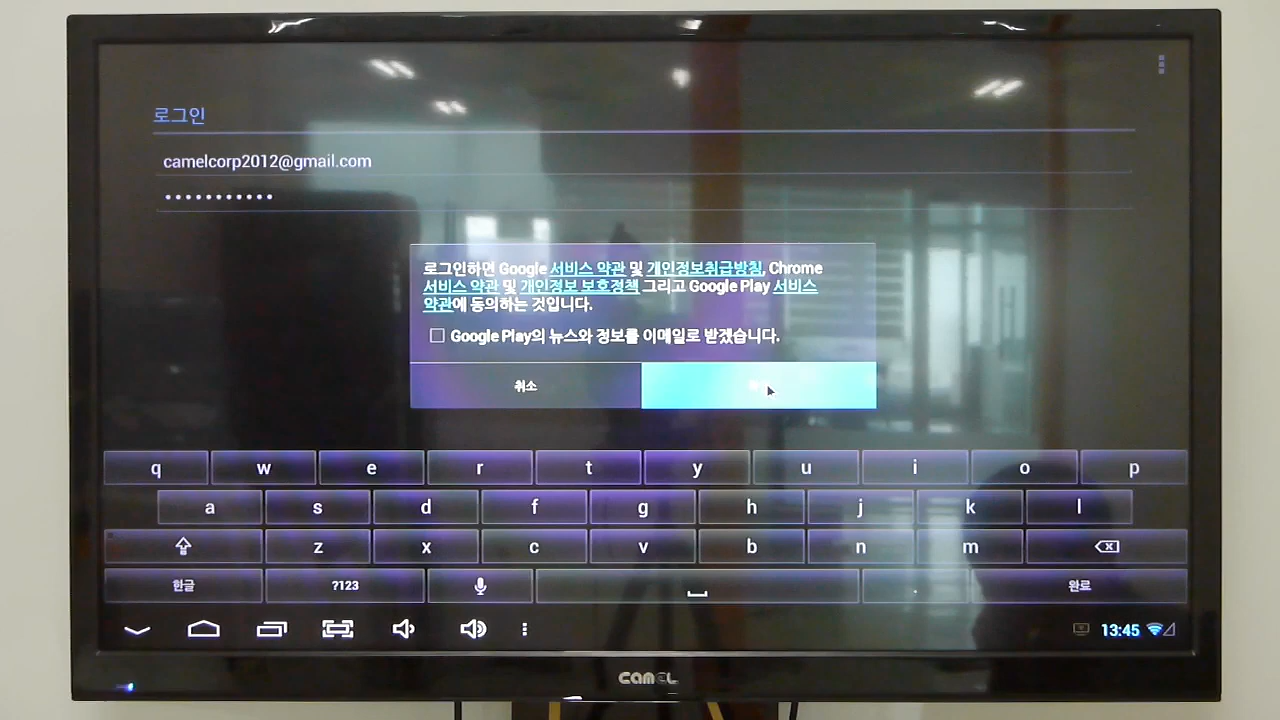 로그인
camelcorp2012@gmail.com
로그인하면 Google 서비스 약관 및 개인정보취급방침, Chrome
서비스 약관 및 개인정보 보호정책 그리고 Google Play 서비스
약관에 동의하는 것입니다.
Google Play의 뉴스와 정보를 이메일로 받겠습니다.
취소
q w e r t y u i o p
a s d f g h j k l
z x c v b n m
한글 ?123 . 완료
13:45
CAMEL